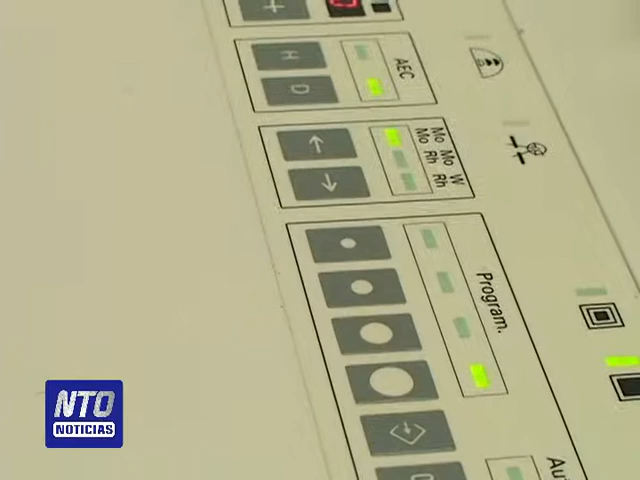 H
AEC
D
Mo Mo W
Mo Rh Rh
Program.
NTO
NOTICIAS